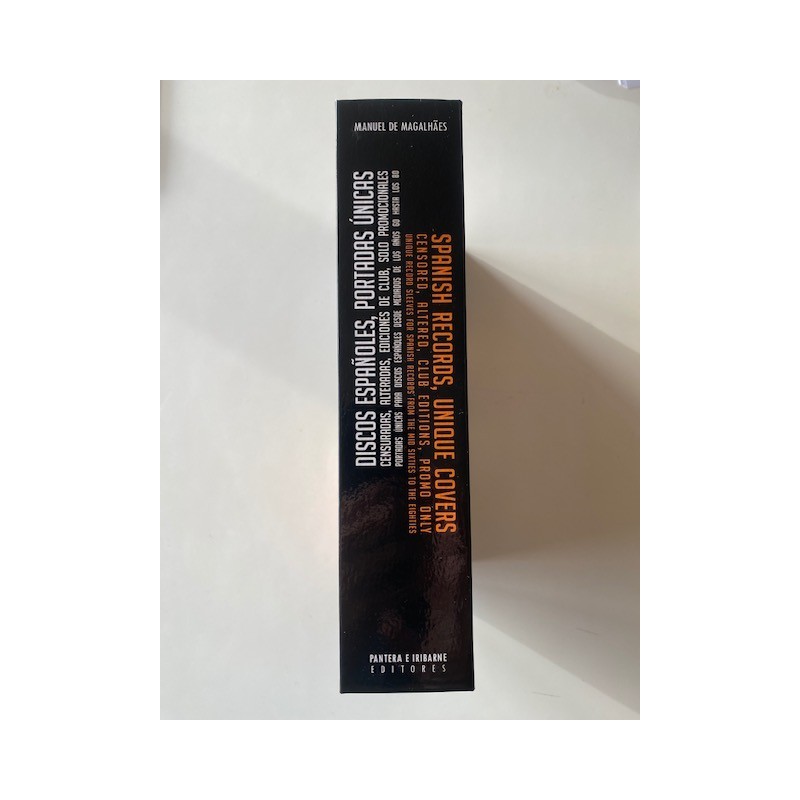 MANUEL DE MAGALHÃES
DISCOS ESPAÑOLES, PORTADAS ÚNICAS
CENSURADAS, ALTERADAS, EDICIONES DE CLUB, SOLO PROMOCIONALES
PORTADAS ÚNICAS PARA DISCOS ESPAÑOLES DESDE MEDIADOS DE LOS AÑOS 60 HASTA LOS 80
SPANISH RECORDS, UNIQUE COVERS
CENSORED, ALTERED, CLUB EDITIONS, PROMO ONLY
UNIQUE RECORD SLEEVES FOR SPANISH RECORDS FROM THE MID SIXTIES TO THE EIGHTIES
PANTERA E IRIBARNE
EDITORES